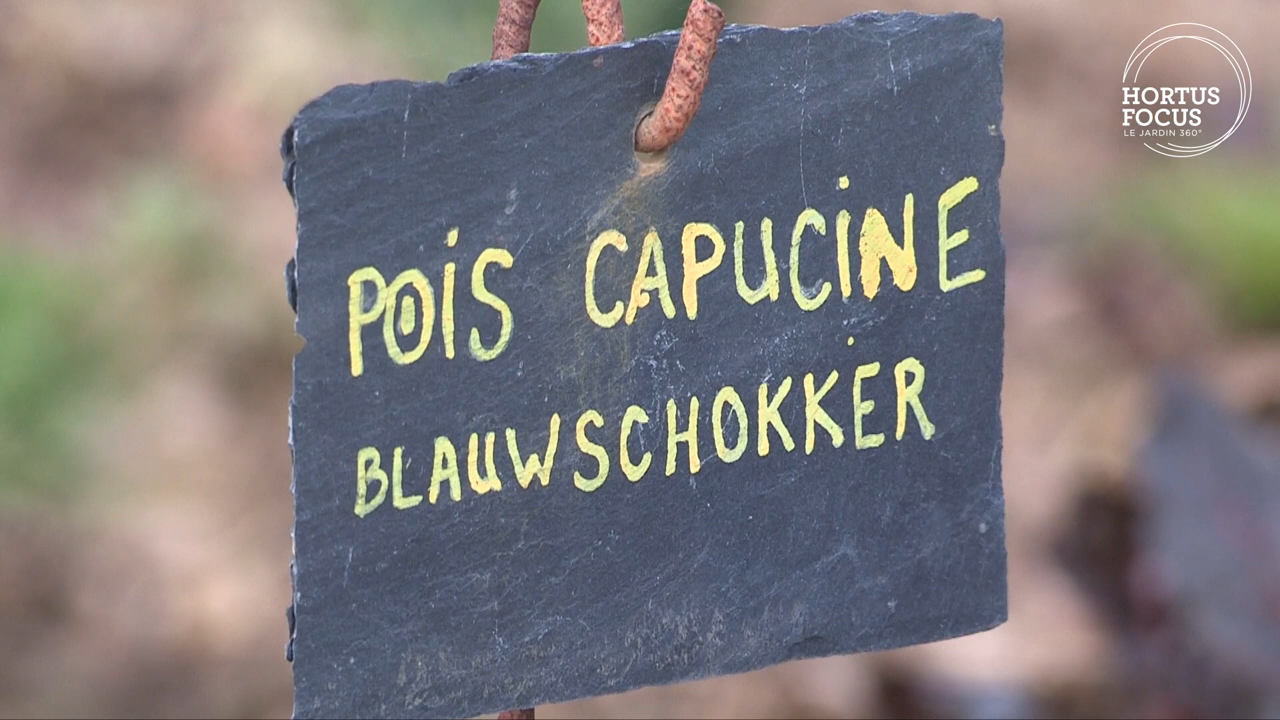 POIS CAPUCINE
BLAUWSCHOKKER
HORTUS
FOCUS
LE JARDIN 360°